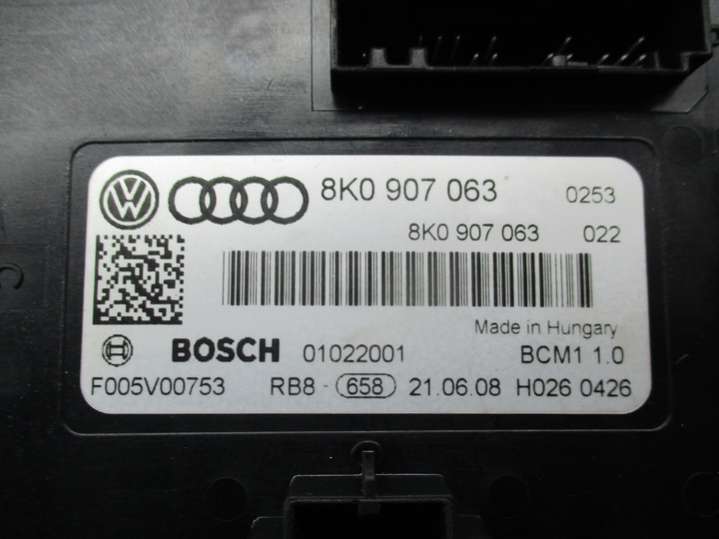 8K0 907 063 0253
8K0 907 063 022
Made in Hungary
BOSCH 01022001 BCM1 1.0
F005V00753 RB8 - 658 21.06.08 H026 0426